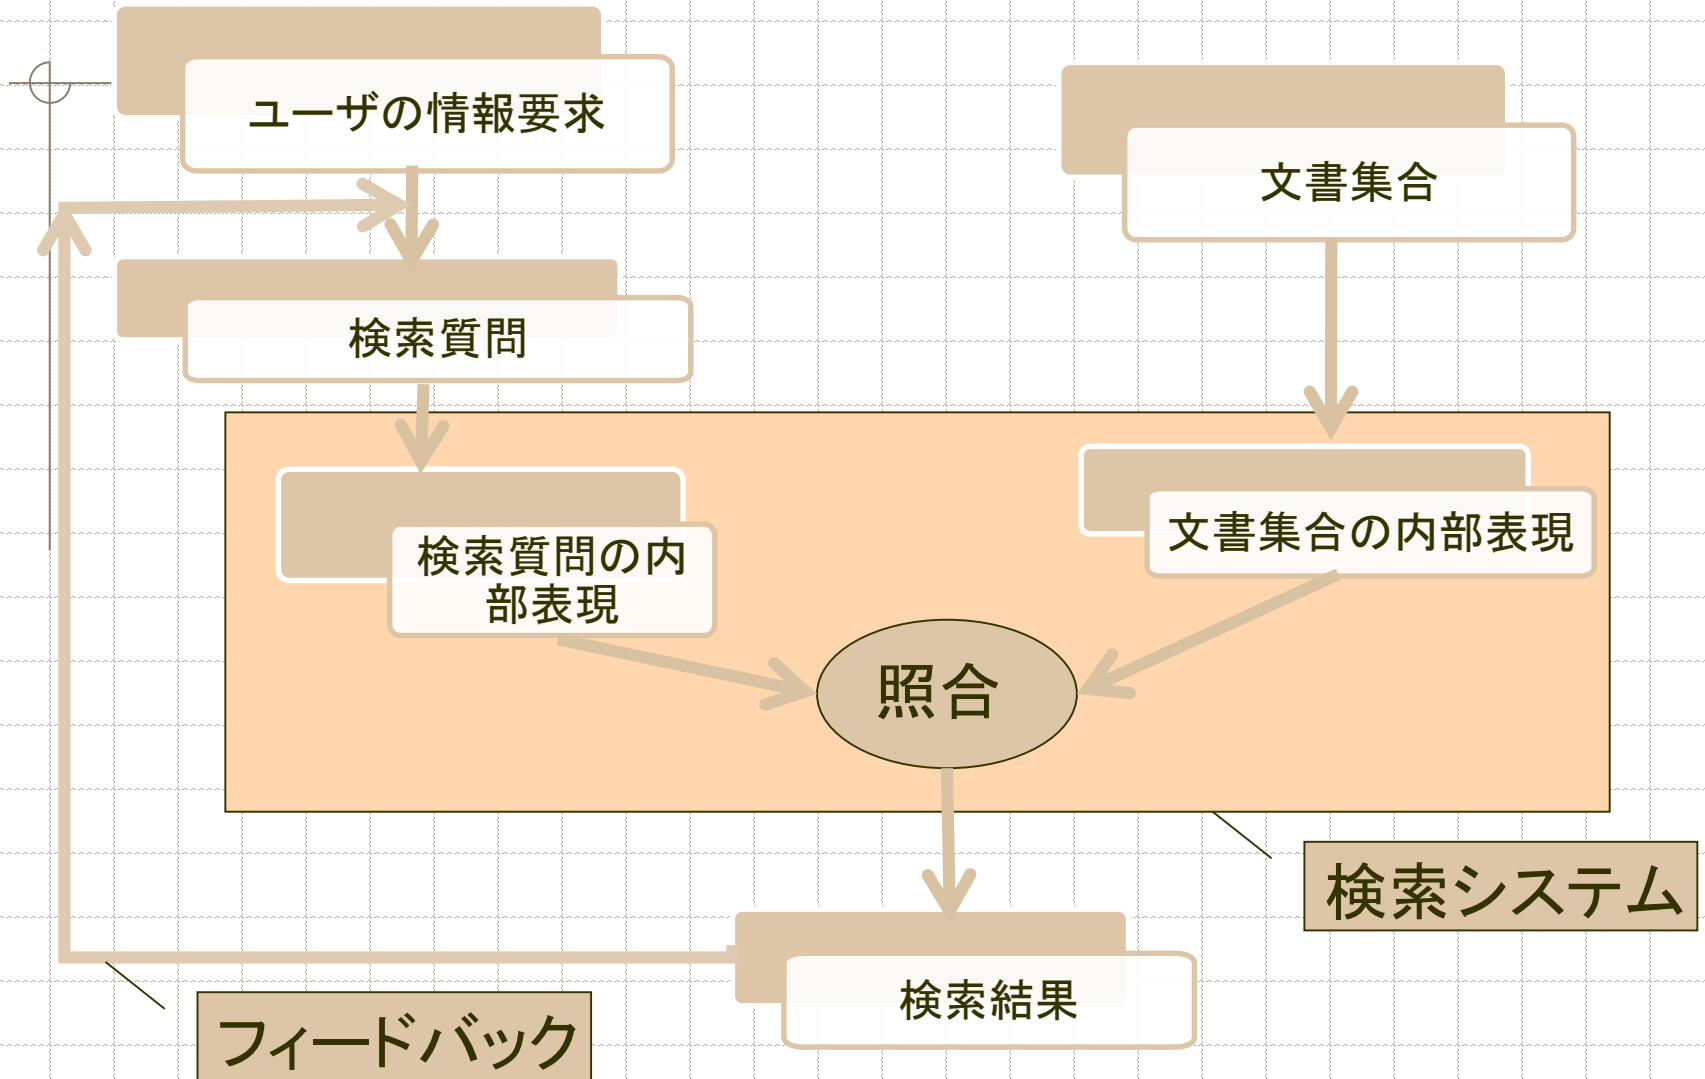 ユーザの情報要求
文書集合
検索質問
検索質問の内
部表現
文書集合の内部表現
照合
検索システム
検索結果
フィードバック